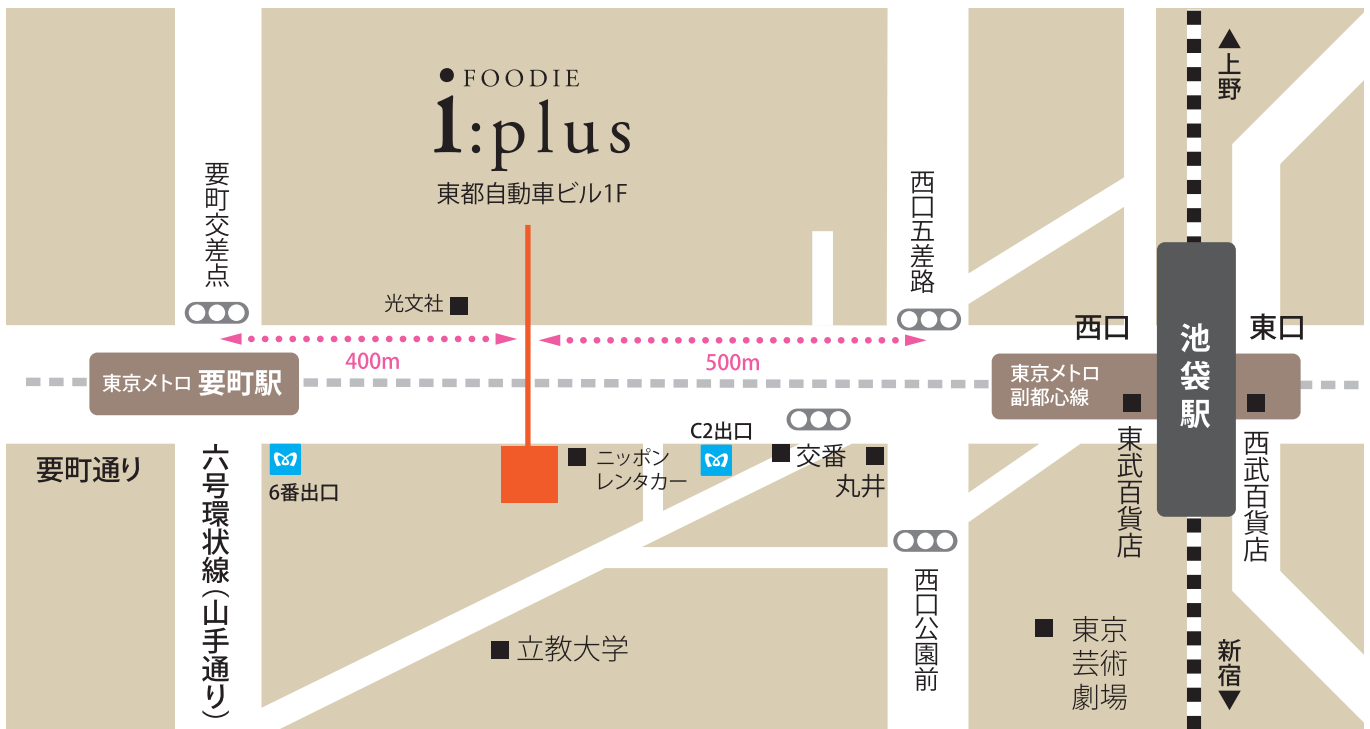 FOODIE
i:plus
東都自動車ビル1F
▲上野
要町交差点
西口五差路
光文社
400m
500m
西口
東口
池袋駅
東京メトロ 要町駅
東京メトロ
副都心線
要町通り
六号環状線(山手通り)
6番出口
ニッポン
レンタカー
C2出口
交番
丸井
東武百貨店
西武百貨店
西口公園前
立教大学
東京
芸術
劇場
新宿▼